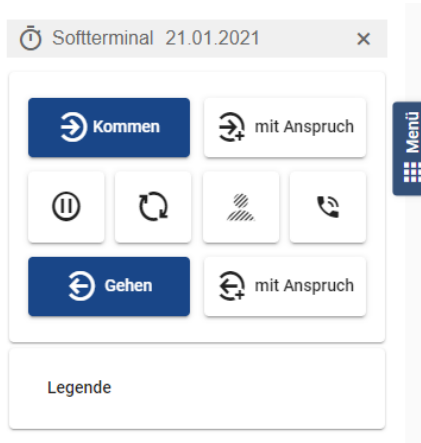 Softterminal 21.01.2021
Kommen
mit Anspruch
Menü
Gehen
mit Anspruch
Legende